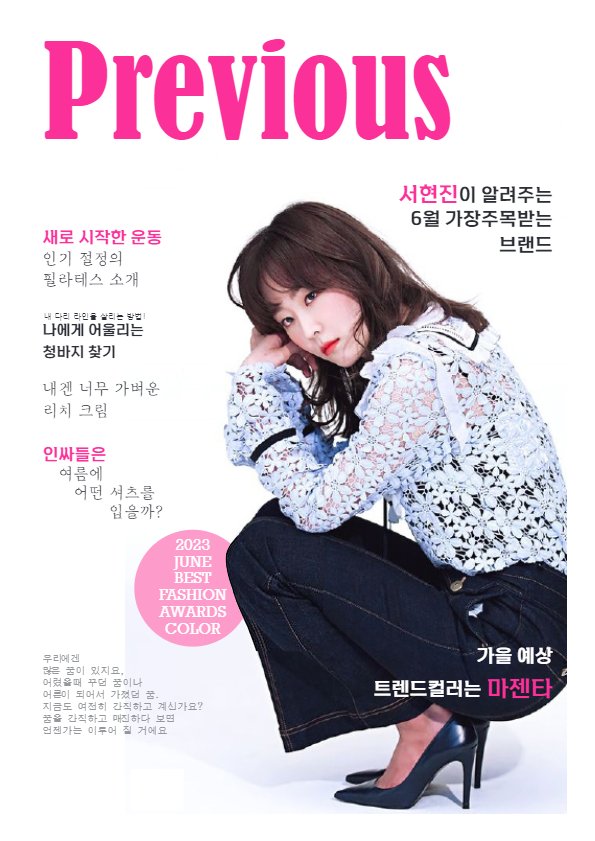 Previous
서현진이 알려주는
6월 가장주목받는
브랜드
새로 시작한 운동
인기 절정의
필라테스 소개
내 다리 라인을 살리는 방법!
나에게 어울리는
청바지 찾기
내겐 너무 가벼운
리치 크림
인싸들은
여름에
어떤 셔츠를
입을까?
2023
JUNE
BEST
FASHION
AWARDS
COLOR
가을 예상
트렌드컬러는 마젠타
우리에겐
많은 꿈이 있지요,
어렸을때 꾸던 꿈이나
어른이 되어서 가졌던 꿈.
지금도 여전히 간직하고 계신가요?
꿈을 간직하고 매진하다 보면
언젠가는 이루어 질 거에요